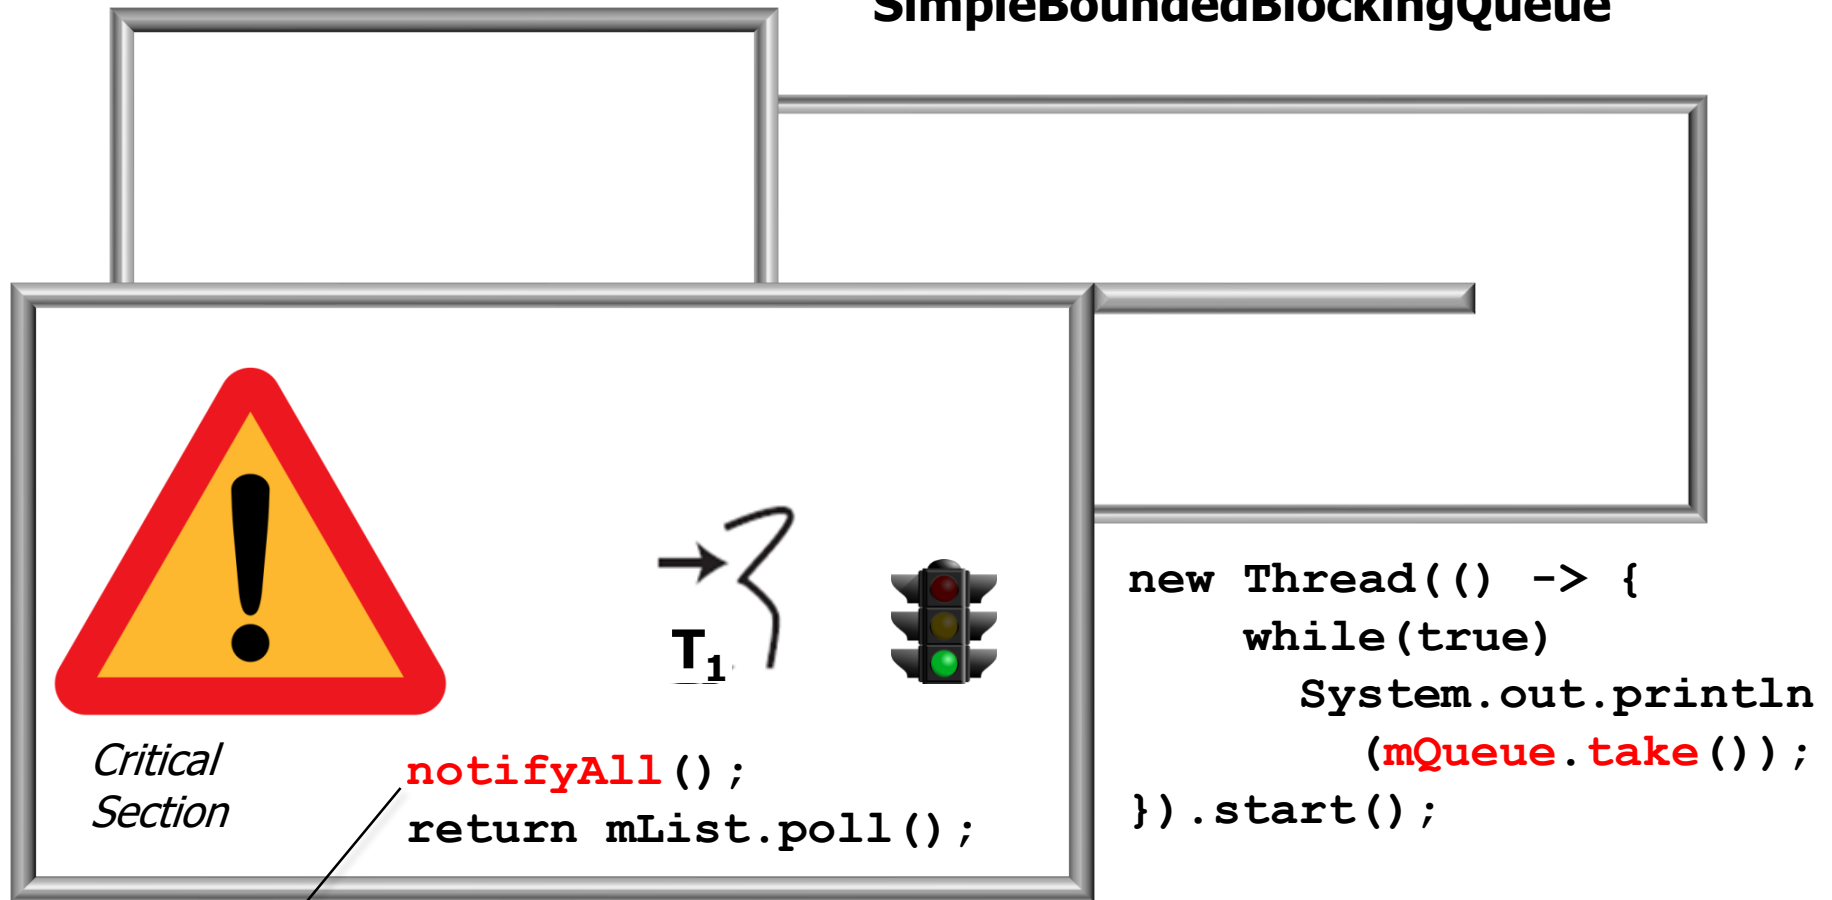 SimpleBoundedBlockingQueue
T1
new Thread(() -> {
while(true)
System.out.println
(mQueue.take());
}).start();
Critical
Section
notifyAll();
return mList.poll();